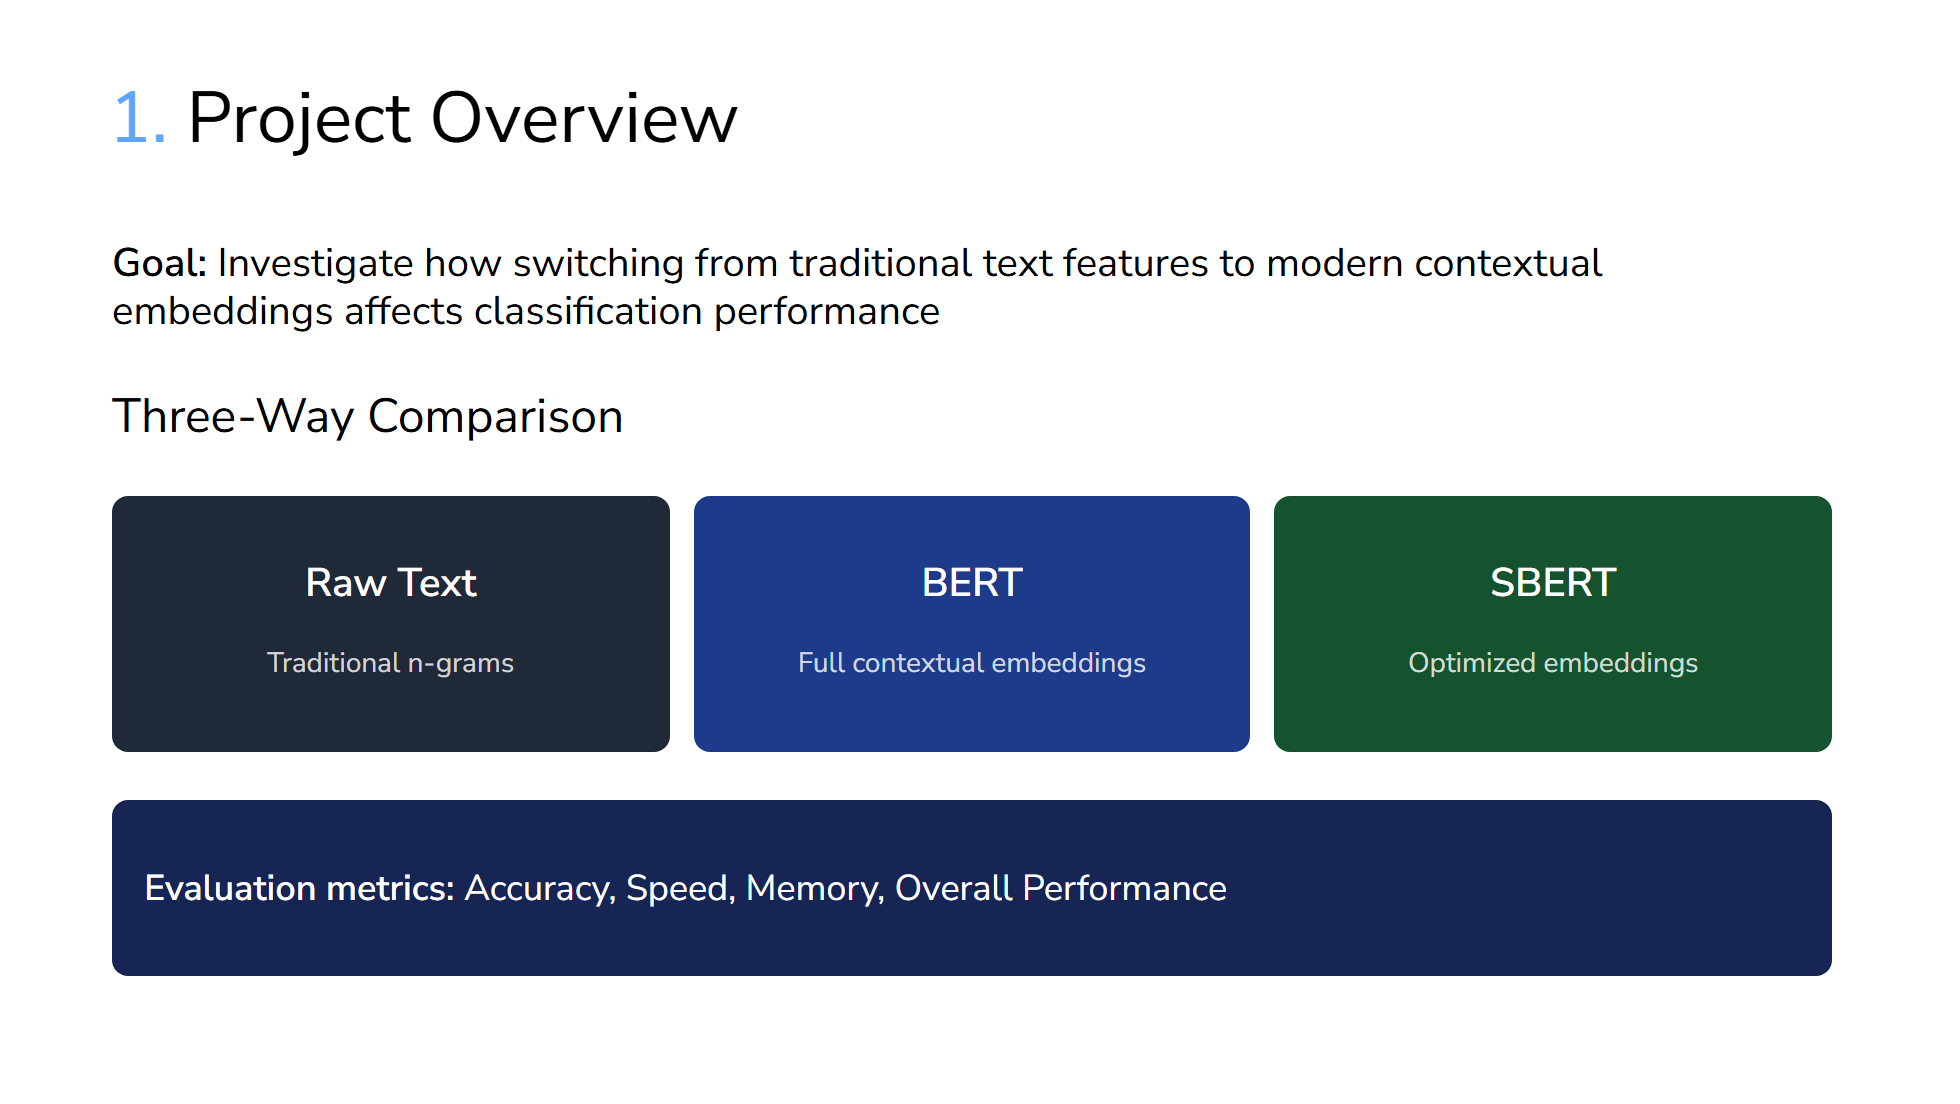 1. Project Overview
Goal: Investigate how switching from traditional text features to modern contextual
embeddings affects classification performance
Three-Way Comparison
Raw Text
Traditional n-grams
BERT
Full contextual embeddings
SBERT
Optimized embeddings
Evaluation metrics: Accuracy, Speed, Memory, Overall Performance